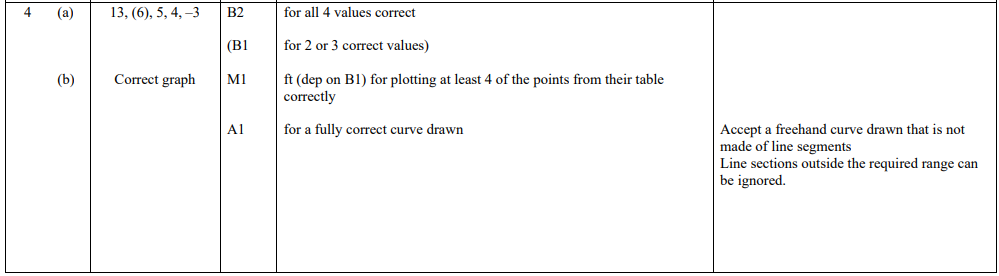 4 (a) 13, (6), 5, 4, –3 B2 for all 4 values correct
(B1 for 2 or 3 correct values)
(b) Correct graph M1 ft (dep on B1) for plotting at least 4 of the points from their table
correctly
A1 for a fully correct curve drawn Accept a freehand curve drawn that is not
made of line segments
Line sections outside the required range can
be ignored.